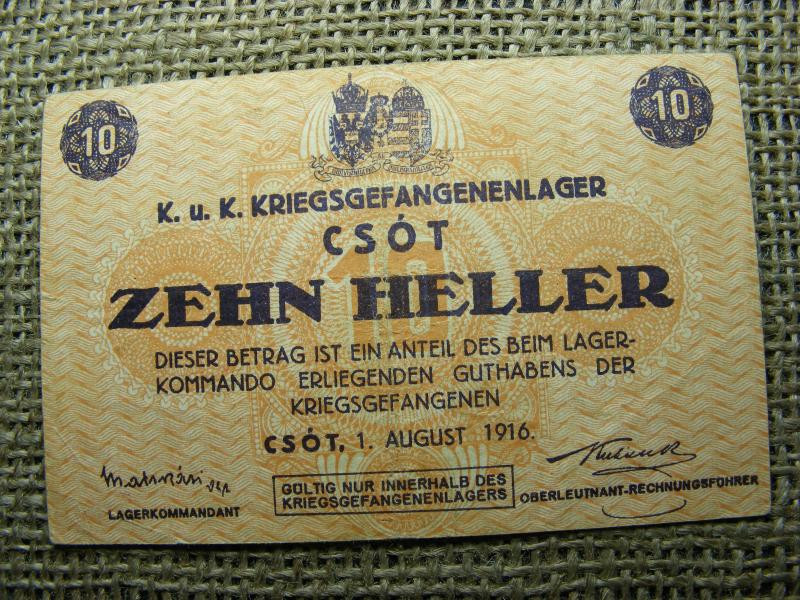 10
10
K. u. K. KRIEGSGEFANGENENLAGER
CSÓT
10
ZEHN HELLER
DIESER BETRAG IST EIN ANTEIL DES BEIM LAGER-
KOMMANDO ERLIEGENDEN GUTHABENS DER
KRIEGSGEFANGENEN
CSÓT, 1. AUGUST 1916.
LAGERKOMMANDANT
GÜLTIG NUR INNERHALB DES
KRIEGSGEFANGENENLAGERS
OBERLEUTNANT-RECHNUNGSFÜHRER